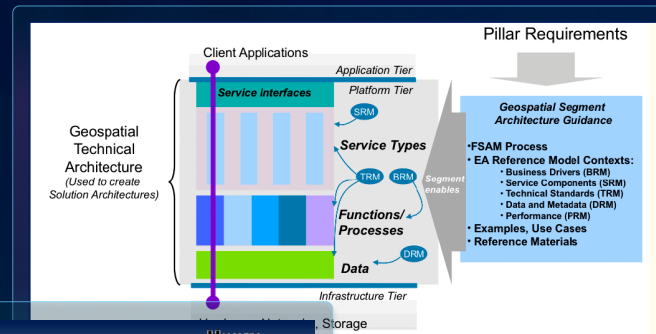 Pillar Requirements
Client Applications
Application Tier
Service interfaces
Platform Tier
SRM
Service Types
Geospatial
Technical
Architecture
(Used to create
Solution Architectures)
TRM
BRM
Segment
enables
Functions/
Processes
DRM
Data
Infrastructure Tier
Storage
Geospatial Segment
Architecture Guidance
•FSAM Process
• EA Reference Model Contexts:
• Business Drivers (BRM)
• Service Components (SRM)
• Technical Standards (TRM)
• Data and Metadata (DRM)
• Performance (PRM)
• Examples, Use Cases
• Reference Materials